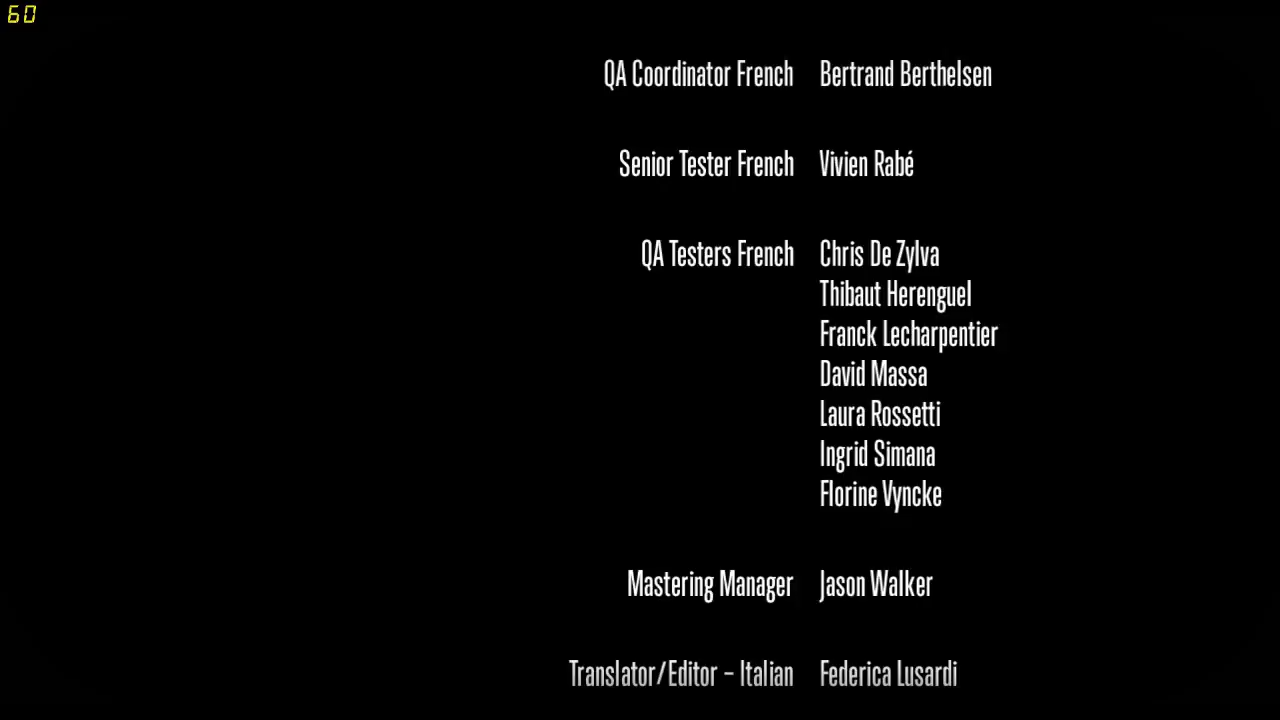 60
QA Coordinator French Bertrand Berthelsen
Senior Tester French Vivien Rabé
QA Testers French Chris De Zylva
Thibaut Herenguel
Franck Lecharpentier
David Massa
Laura Rossetti
Ingrid Simana
Florine Vyncke
Mastering Manager Jason Walker
Translator/Editor – Italian Federica Lusardi